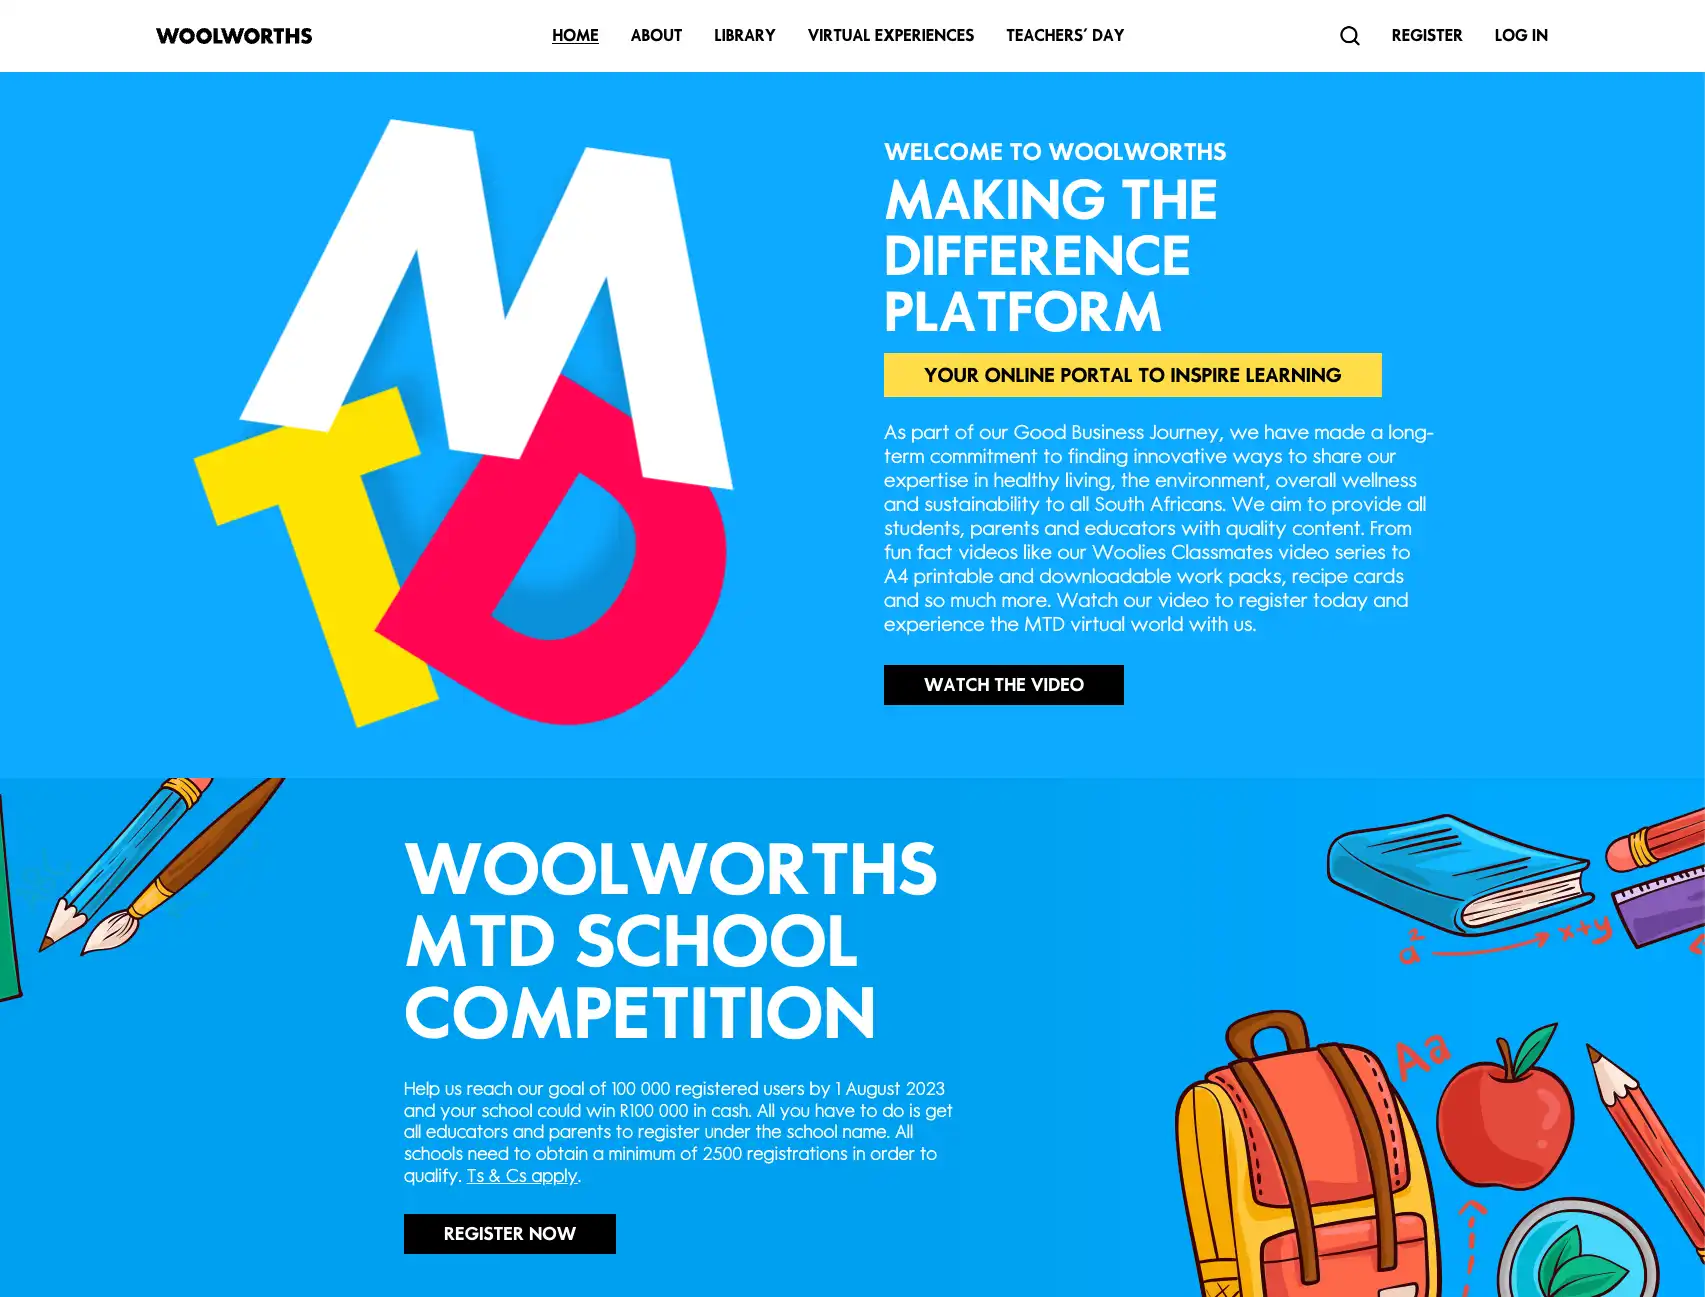 WOOLWORTHS
HOME ABOUT LIBRARY VIRTUAL EXPERIENCES TEACHERS' DAY
REGISTER LOG IN
MTD
WELCOME TO WOOLWORTHS
MAKING THE
DIFFERENCE
PLATFORM
YOUR ONLINE PORTAL TO INSPIRE LEARNING
As part of our Good Business Journey, we have made a long-
term commitment to finding innovative ways to share our
expertise in healthy living, the environment, overall wellness
and sustainability to all South Africans. We aim to provide all
students, parents and educators with quality content. From
fun fact videos like our Woolies Classmates video series to
A4 printable and downloadable work packs, recipe cards
and so much more. Watch our video to register today and
experience the MTD virtual world with us.
WATCH THE VIDEO
WOOLWORTHS
MTD SCHOOL
COMPETITION
Help us reach our goal of 100 000 registered users by 1 August 2023
and your school could win R100 000 in cash. All you have to do is get
all educators and parents to register under the school name. All
schools need to obtain a minimum of 2500 registrations in order to
qualify. Ts & Cs apply.
REGISTER NOW
a² x+y
Aa